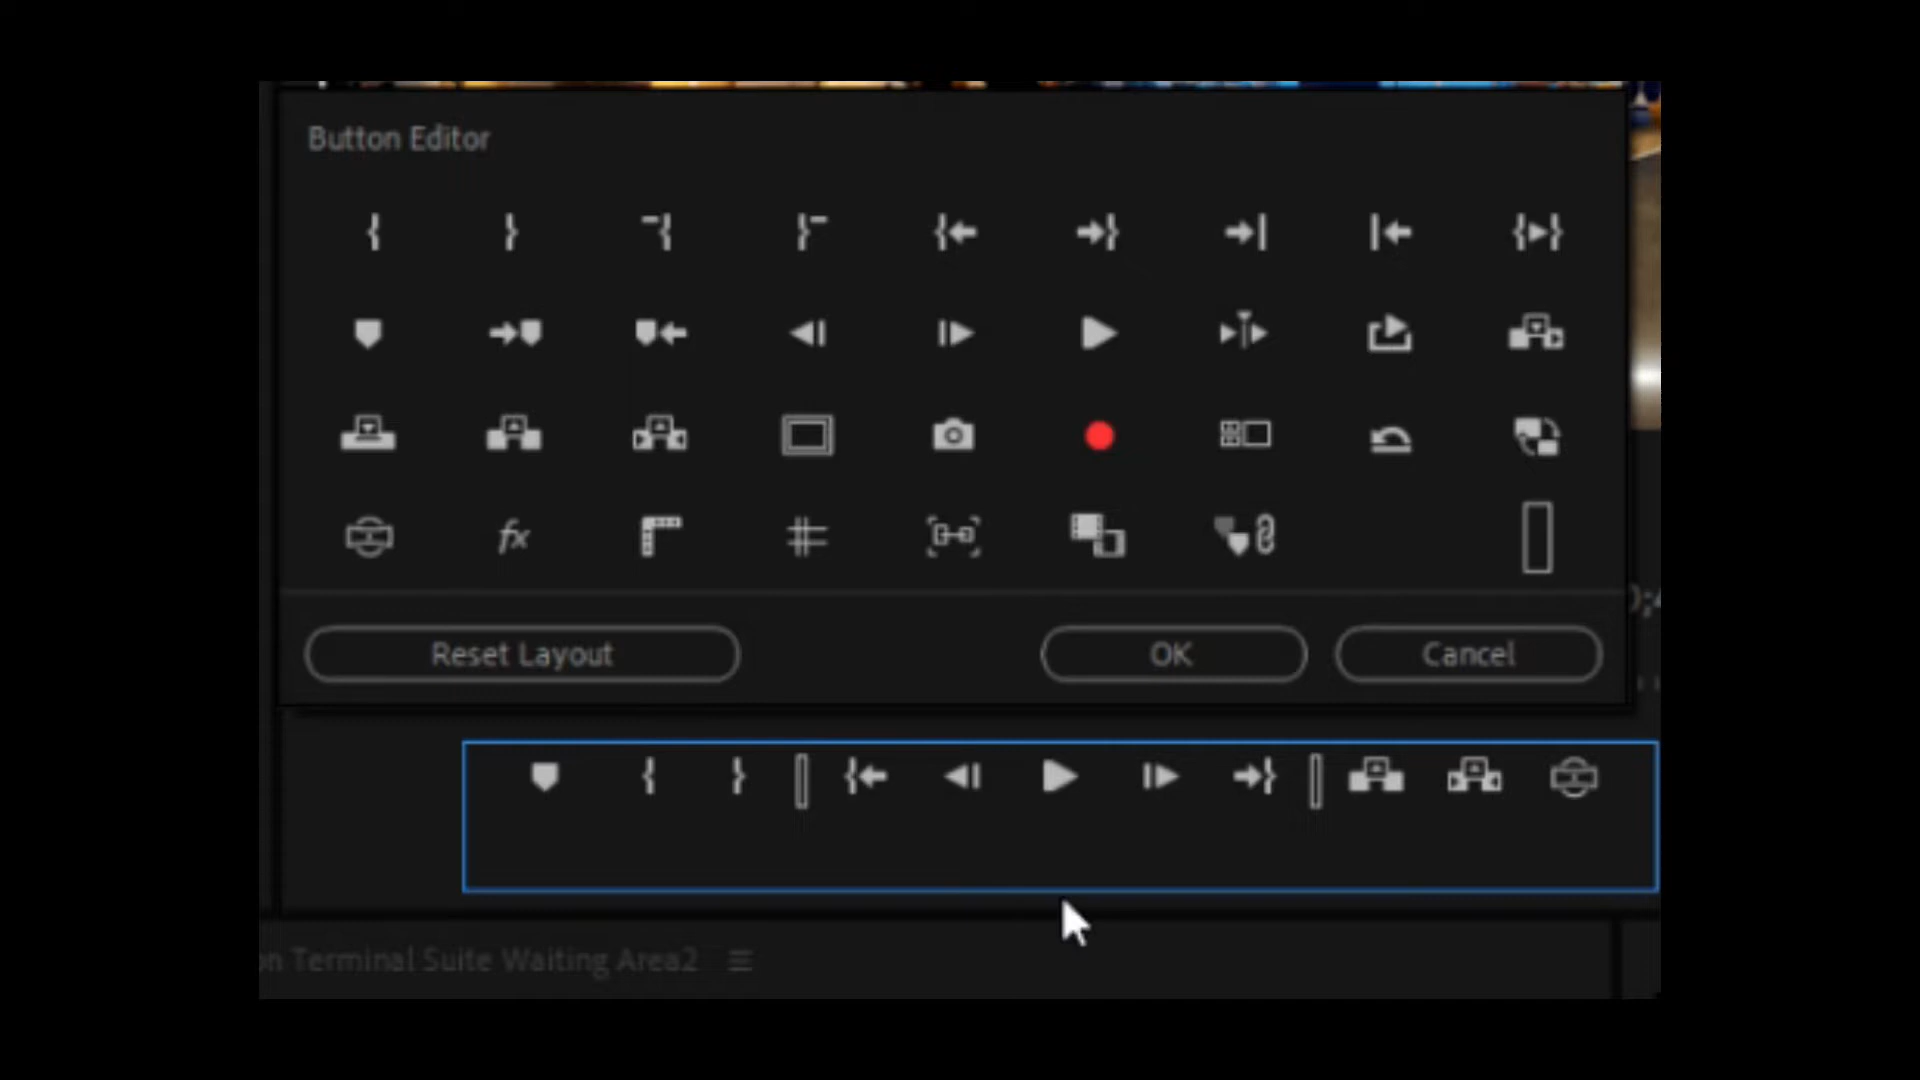 Button Editor
fx
Reset Layout
OK
Cancel
Terminal Suite Waiting Area2